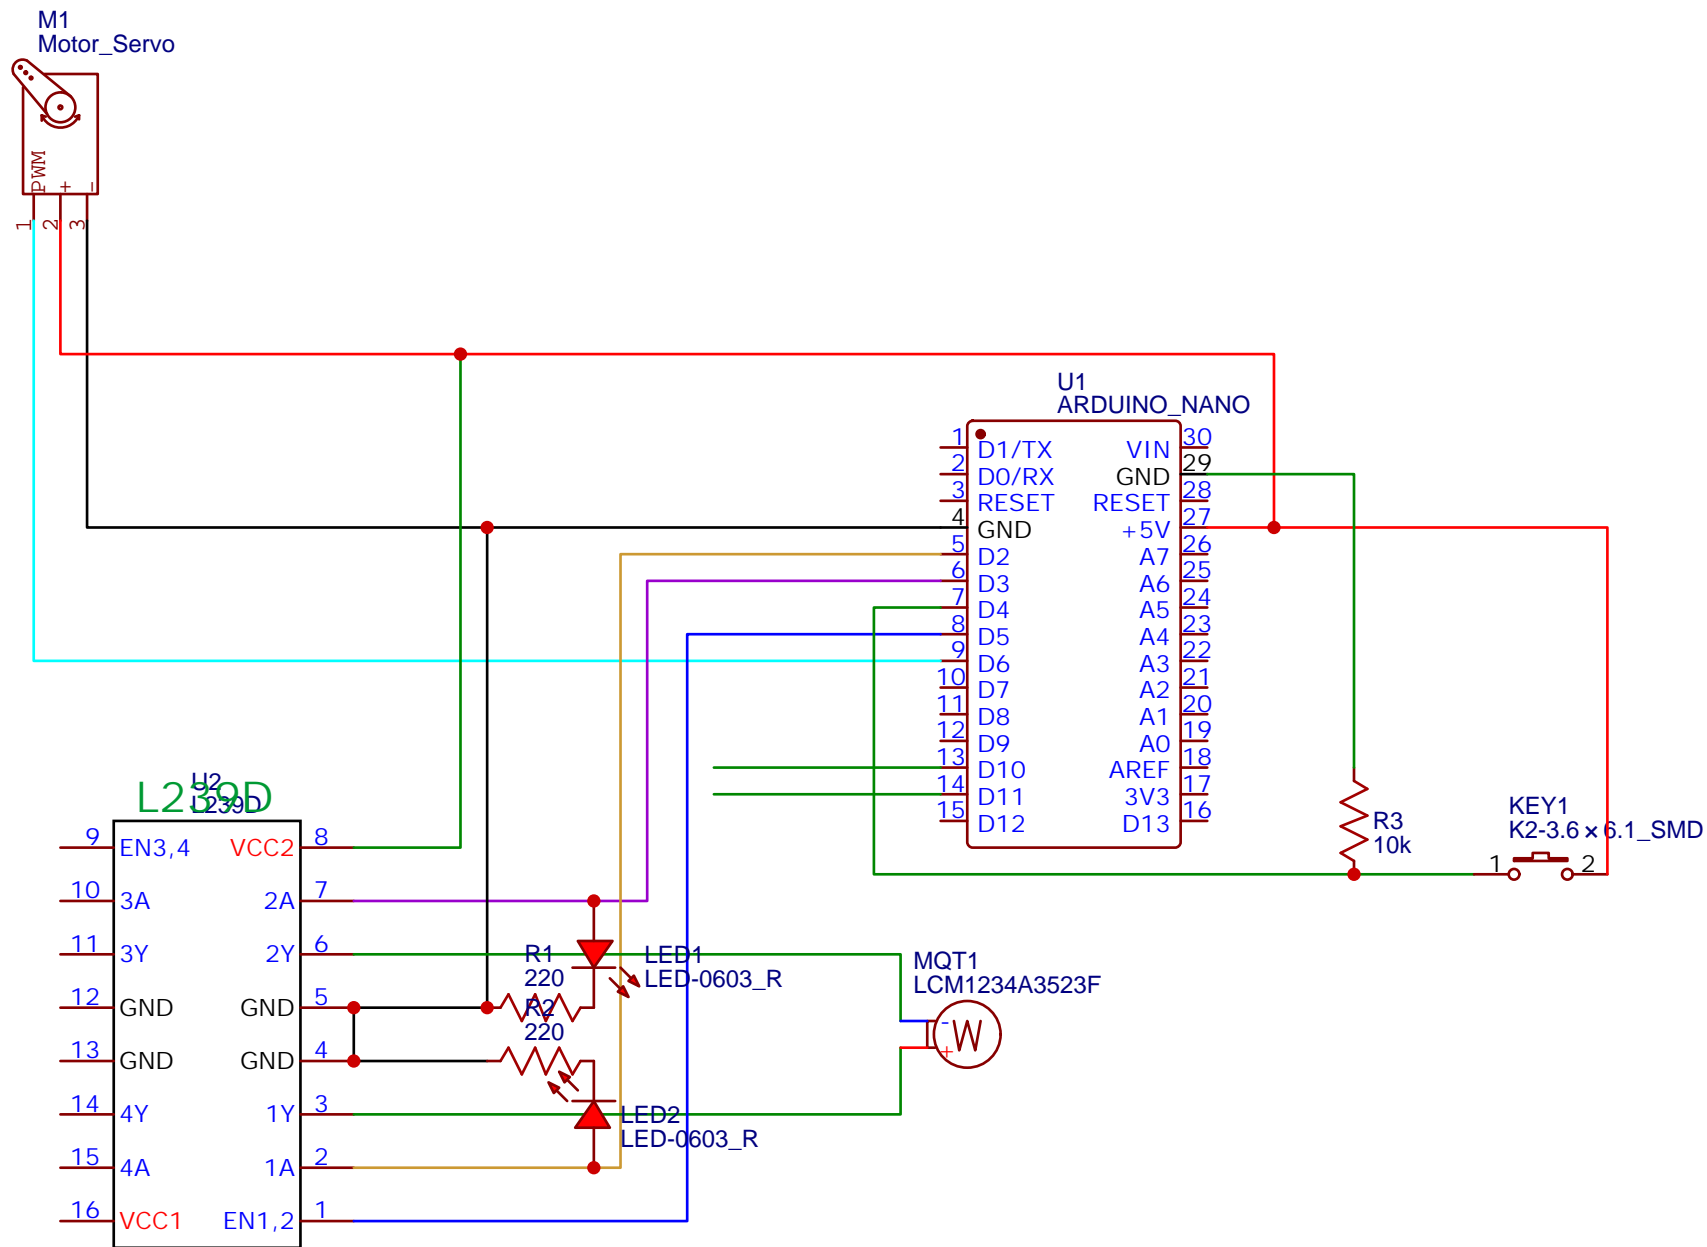 M1
Motor_Servo
PWM
+
-
1
2
3
U1
ARDUINO_NANO
1 D1/TX VIN 30
2 D0/RX GND 29
3 RESET RESET 28
4 GND +5V 27
5 D2 A7 26
6 D3 A6 25
7 D4 A5 24
8 D5 A4 23
9 D6 A3 22
10 D7 A2 21
11 D8 A1 20
12 D9 A0 19
13 D10 AREF 18
14 D11 3V3 17
15 D12 D13 16
R3
10k
KEY1
K2-3.6×6.1_SMD
1 2
L239D
U2
L239D
9 EN3,4 VCC2 8
10 3A 2A 7
11 3Y 2Y 6
12 GND GND 5
13 GND GND 4
14 4Y 1Y 3
15 4A 1A 2
16 VCC1 EN1,2 1
R1
220
R2
220
LED1
LED-0603_R
LED2
LED-0603_R
MQT1
LCM1234A3523F
-
W
+